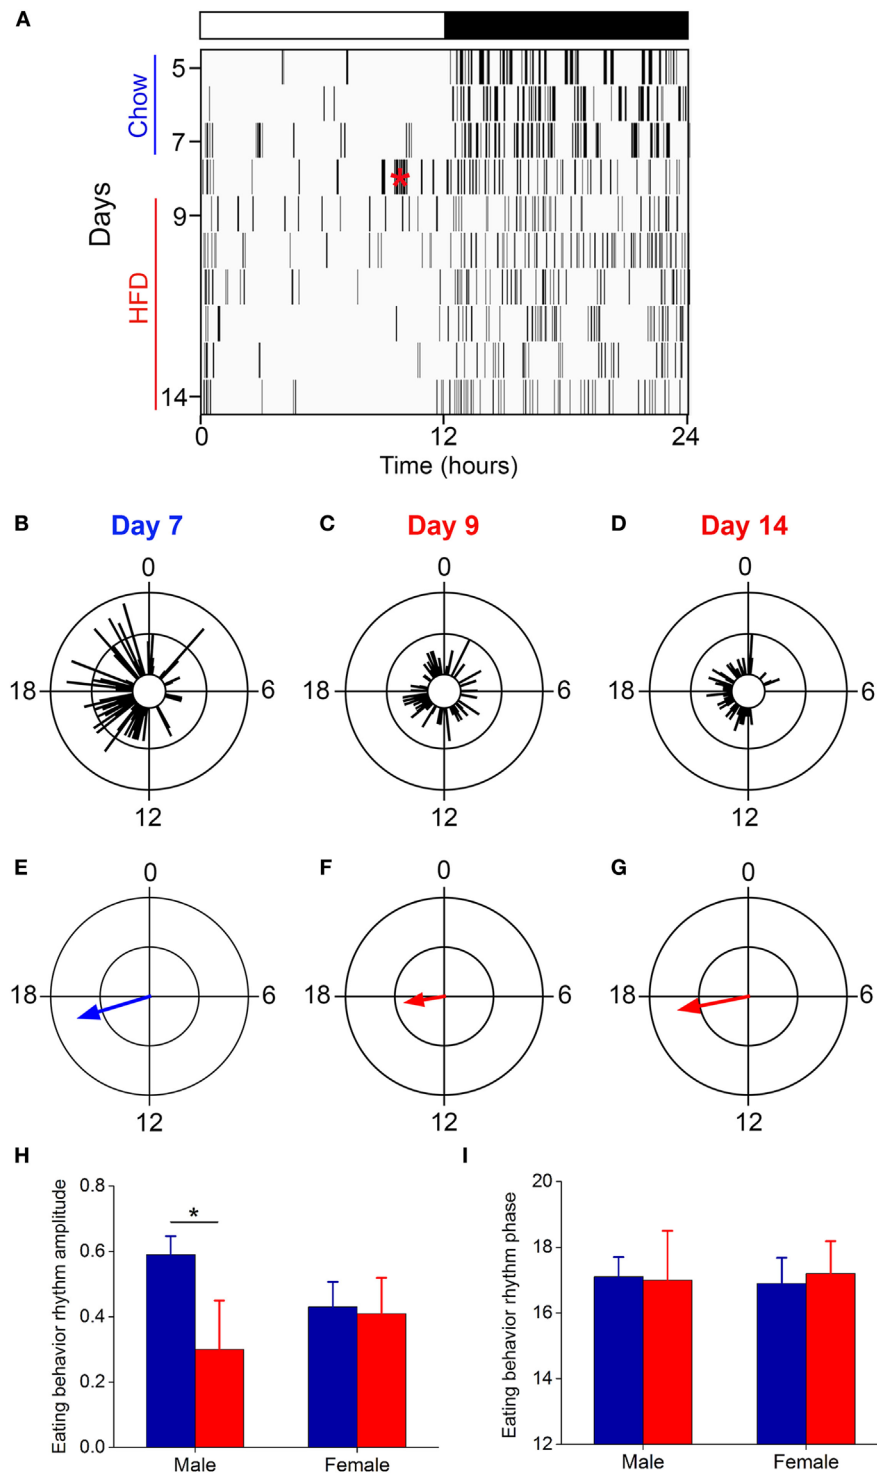 A
Chow
HFD
Days
5
7
9
14
0 12 24
Time (hours)
B Day 7 C Day 9 D Day 14
0 0 0
18 6 18 6 18 6
12 12 12
E F G
0 0 0
18 6 18 6 18 6
12 12 12
H I
Eating behavior rhythm amplitude
0.8
0.6
0.4
0.2
0.0
*
Male Female
Eating behavior rhythm phase
20
18
16
14
12
Male Female